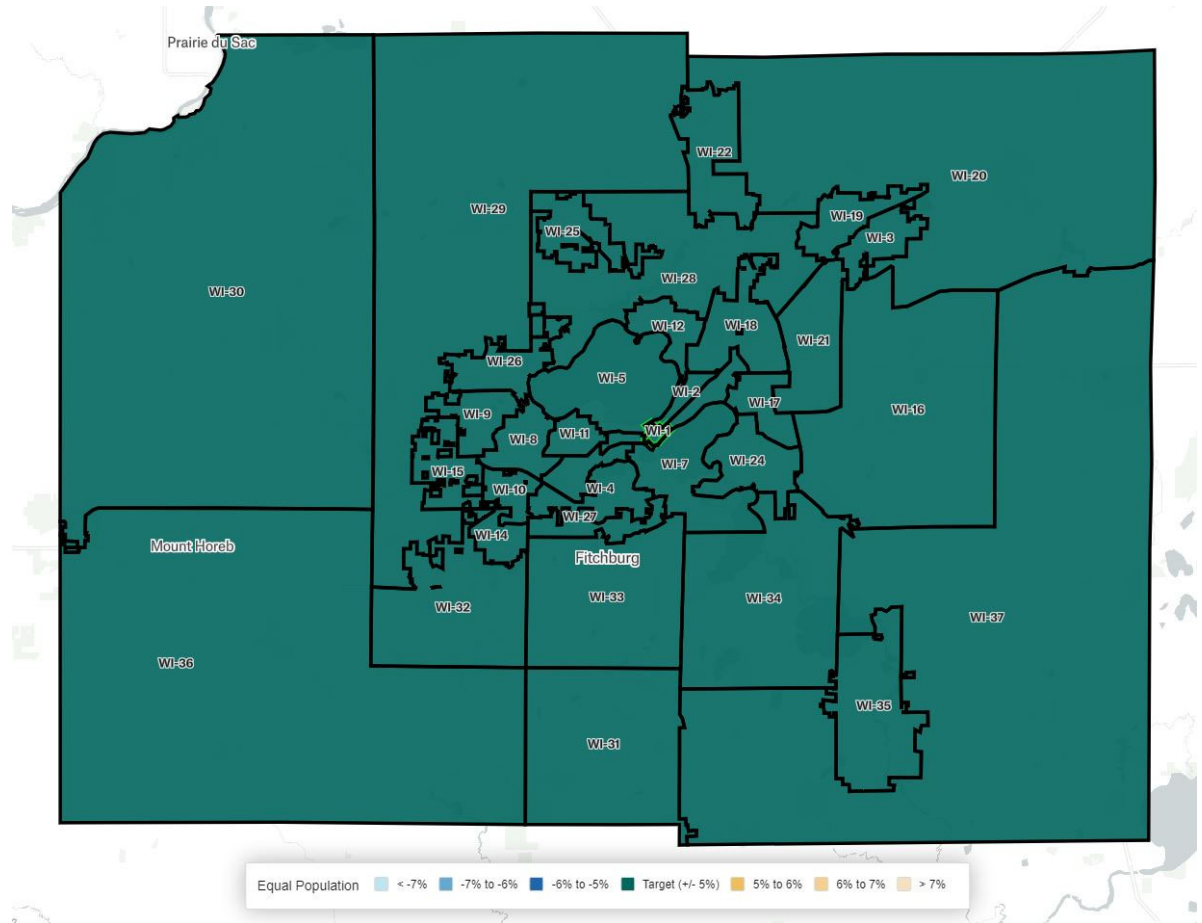 Prairie du Sac
WI-22
WI-20
WI-29
WI-19
WI-25
WI-3
WI-28
WI-30
WI-12
WI-18
WI-21
WI-26
WI-5
WI-2
WI-17
WI-16
WI-9
WI-1
WI-8
WI-11
WI-7
WI-24
WI-15
WI-10
WI-4
WI-27
WI-14
Mount Horeb
Fitchburg
WI-33
WI-34
WI-32
WI-37
WI-36
WI-35
WI-31
Equal Population < -7% -7% to -6% -6% to -5% Target (+/- 5%) 5% to 6% 6% to 7% > 7%